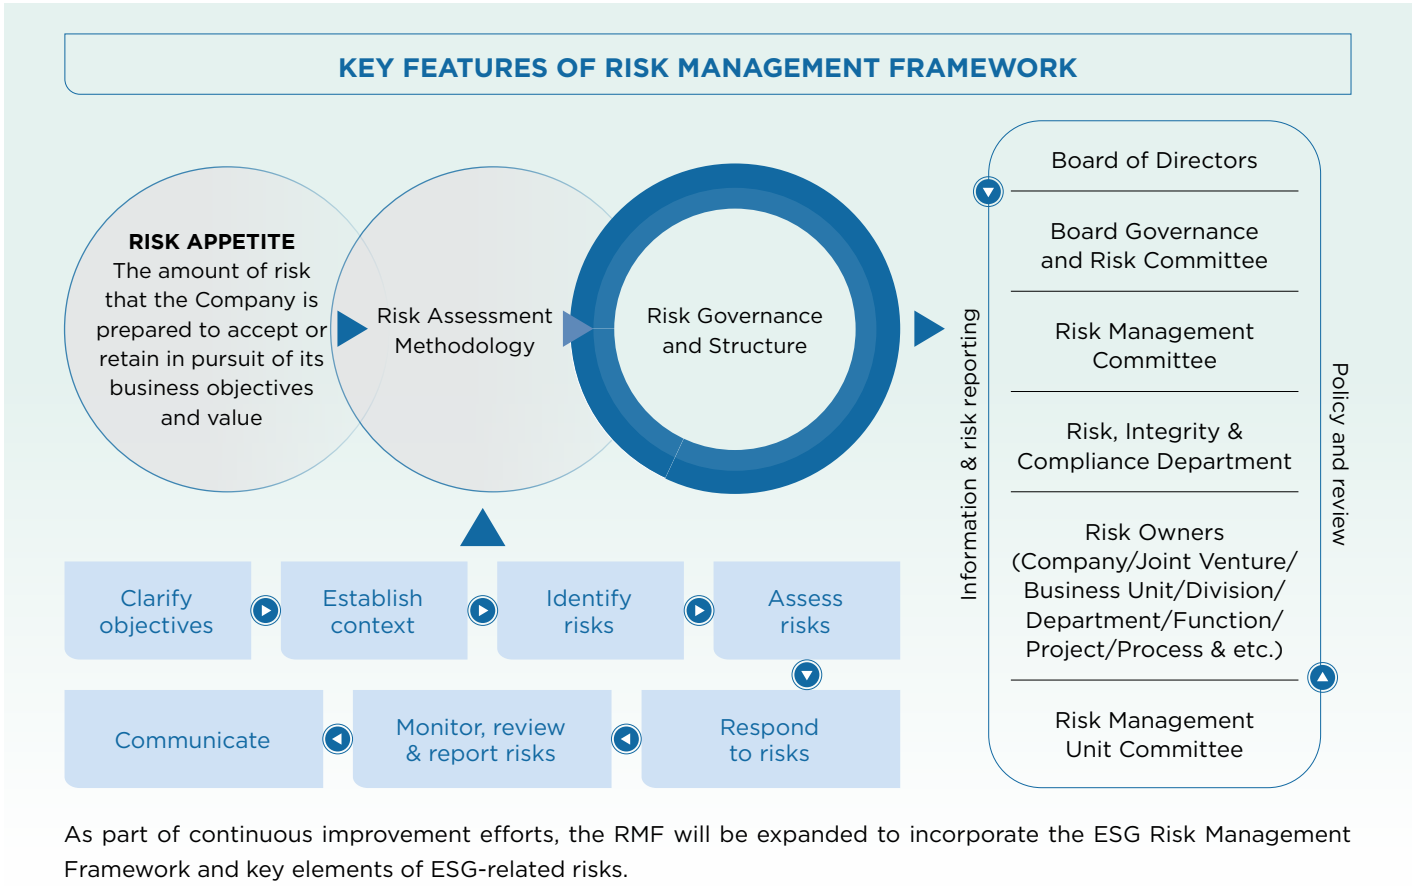 KEY FEATURES OF RISK MANAGEMENT FRAMEWORK
RISK APPETITE
The amount of risk
that the Company is
prepared to accept or
retain in pursuit of its
business objectives
and value
Risk Assessment
Methodology
Risk Governance
and Structure
Clarify
objectives
Establish
context
Identify
risks
Assess
risks
Respond
to risks
Monitor, review
& report risks
Communicate
Information & risk reporting
Board of Directors
Board Governance
and Risk Committee
Risk Management
Committee
Risk, Integrity &
Compliance Department
Risk Owners
(Company/Joint Venture/
Business Unit/Division/
Department/Function/
Project/Process & etc.)
Risk Management
Unit Committee
Policy and review
As part of continuous improvement efforts, the RMF will be expanded to incorporate the ESG Risk Management
Framework and key elements of ESG-related risks.